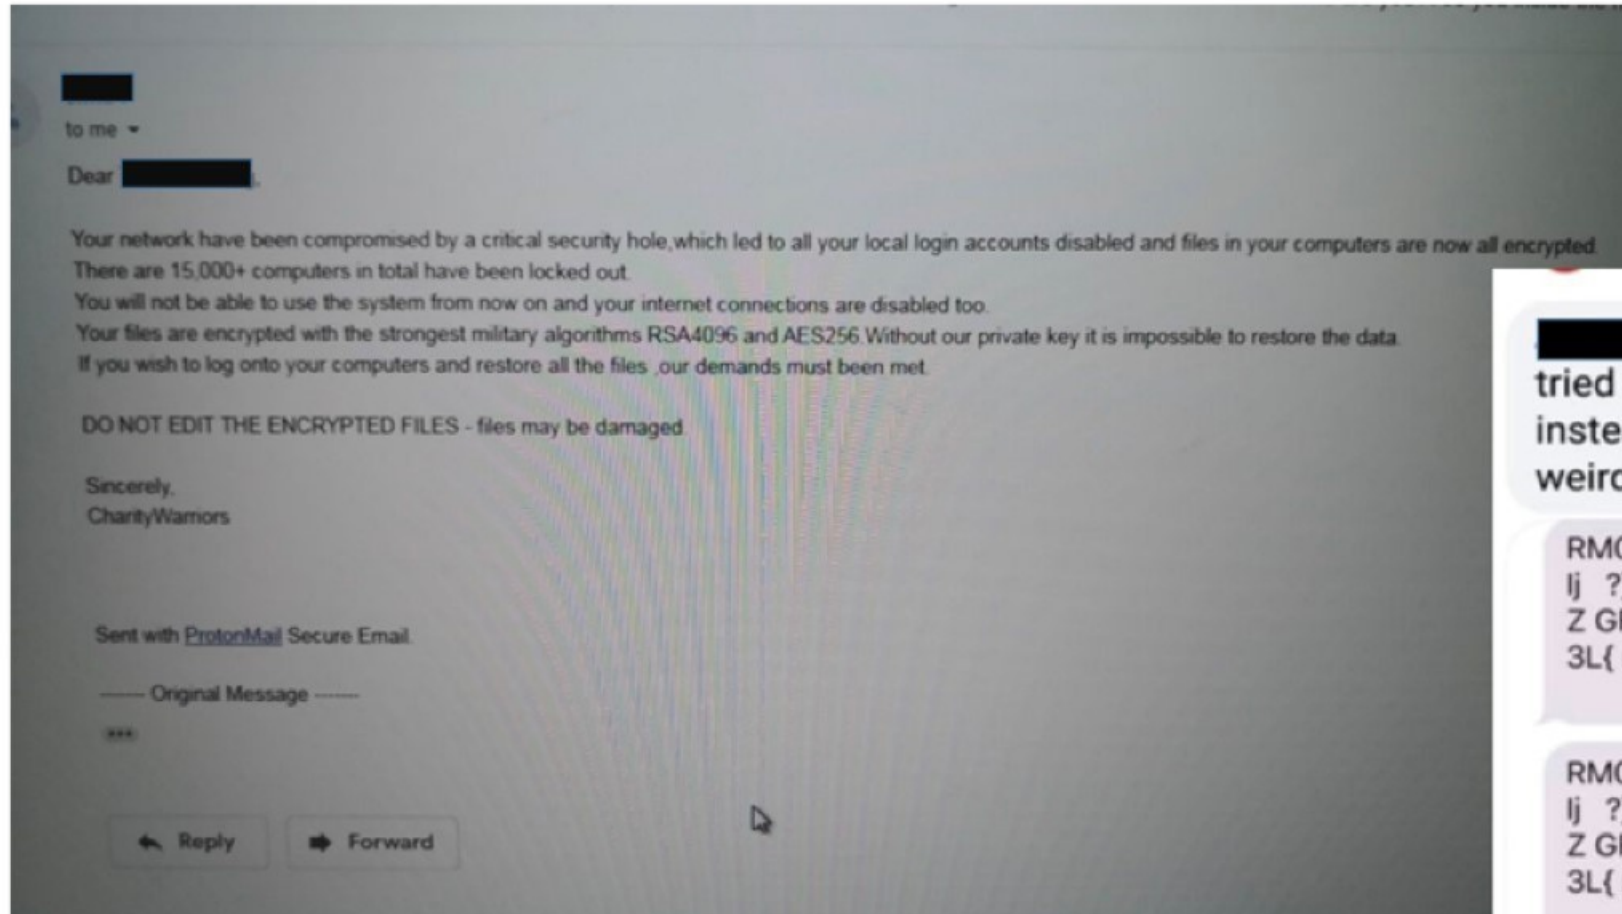 to me
Dear
Your network have been compromised by a critical security hole,which led to all your local login accounts disabled and files in your computers are now all encrypted.
There are 15,000+ computers in total have been locked out.
You will not be able to use the system from now on and your internet connections are disabled too.
Your files are encrypted with the strongest military algorithms RSA4096 and AES256.Without our private key it is impossible to restore the data.
If you wish to log onto your computers and restore all the files ,our demands must been met.
DO NOT EDIT THE ENCRYPTED FILES - files may be damaged.
Sincerely,
CharityWarriors
Sent with ProtonMail Secure Email.
------ Original Message ------
Reply Forward
tried
Ij ?
3L{
Ij ?
3L{